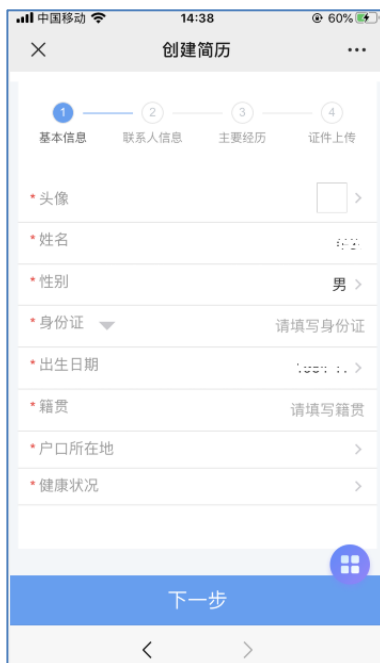 中国移动 14:38 60%
创建简历
1 2 3 4
基本信息 联系人信息 主要经历 证件上传
*头像
*姓名
*性别 男
*身份证 请填写身份证
*出生日期
*籍贯 请填写籍贯
*户口所在地
*健康状况
下一步